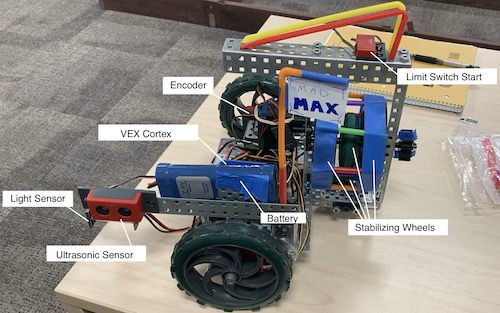 Limit Switch Start
Encoder
MAD
MAX
VEX Cortex
Light Sensor
Battery
Stabilizing Wheels
Ultrasonic Sensor